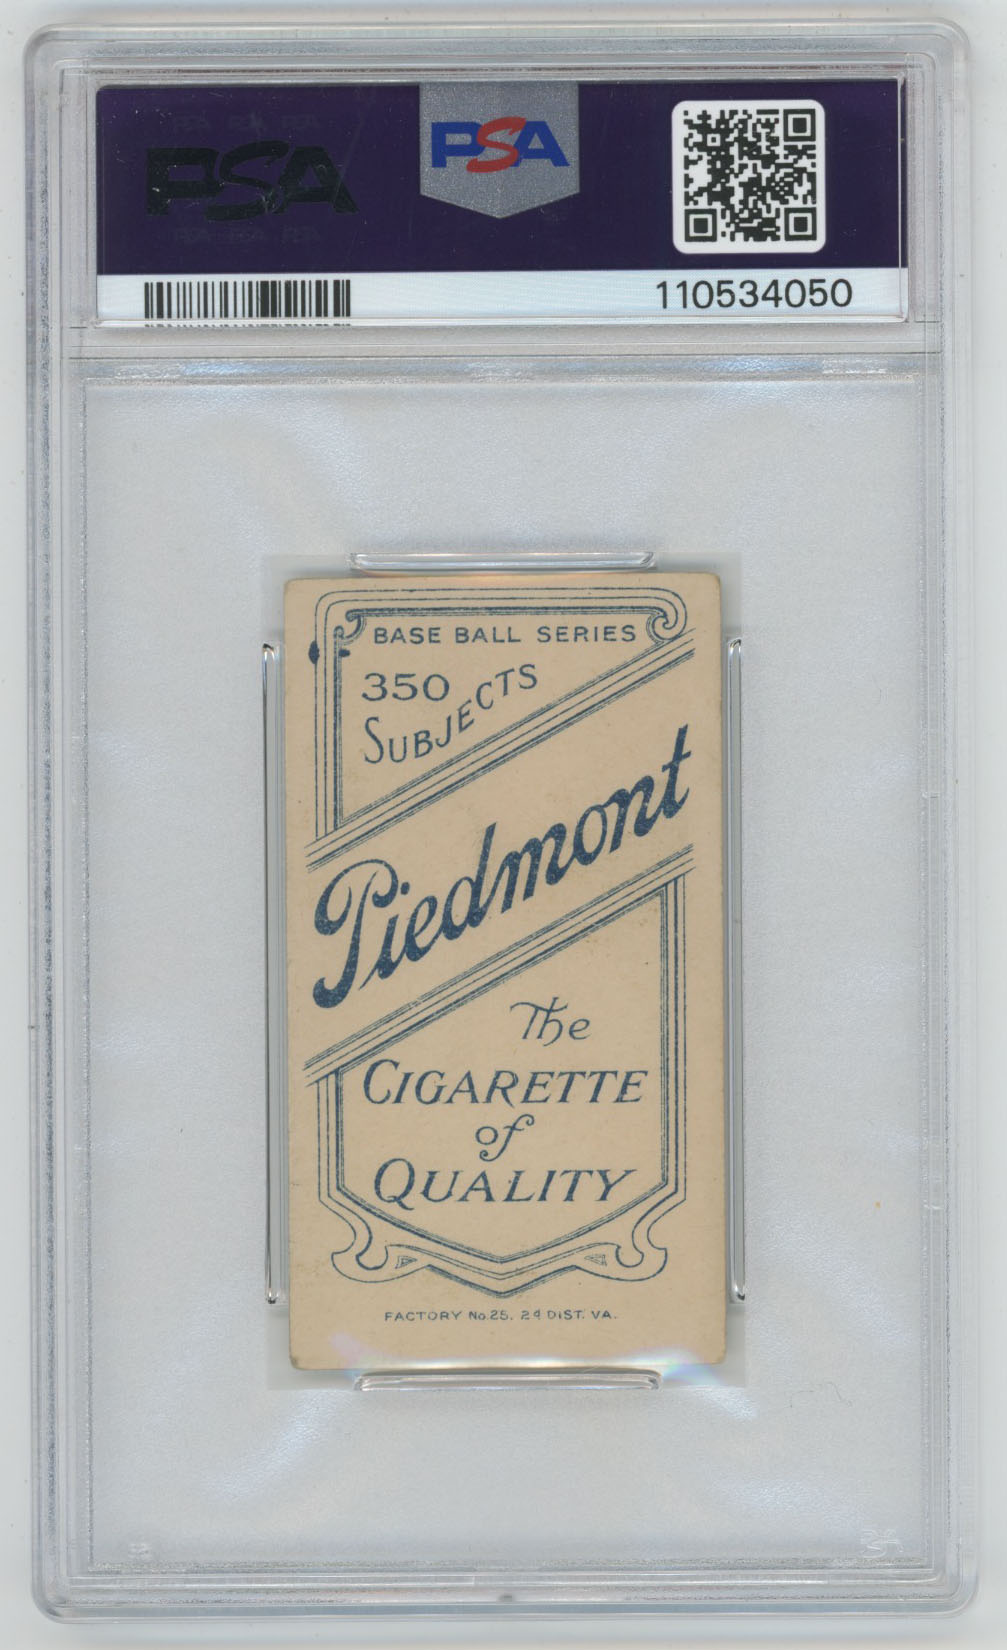 PSA
PSA
110534050
BASE BALL SERIES
350
SUBJECTS
Piedmont
The
CIGARETTE
of
QUALITY
FACTORY No.25, 2d DIST. VA.